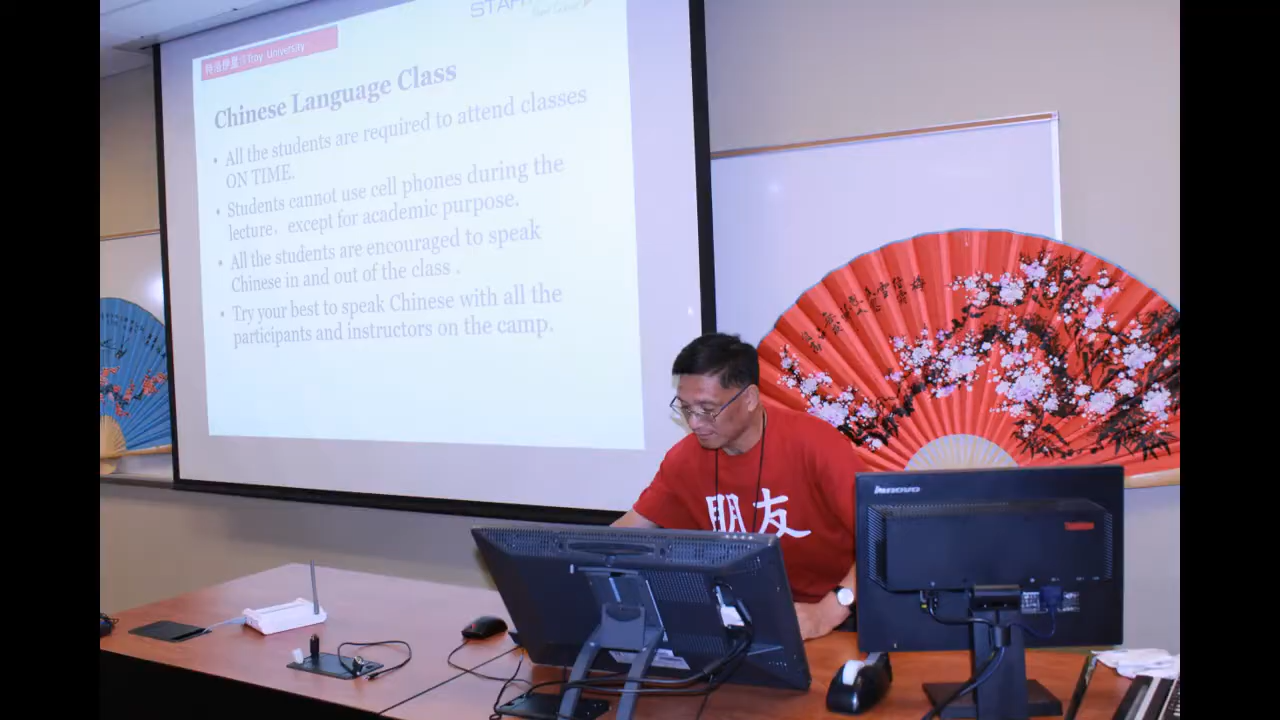 Troy University
Chinese Language Class
• All the students are required to attend classes
ON TIME.
• Students cannot use cell phones during the
lecture, except for academic purpose.
• All the students are encouraged to speak
Chinese in and out of the class .
• Try your best to speak Chinese with all the
participants and instructors on the camp.
朋友
lenovo